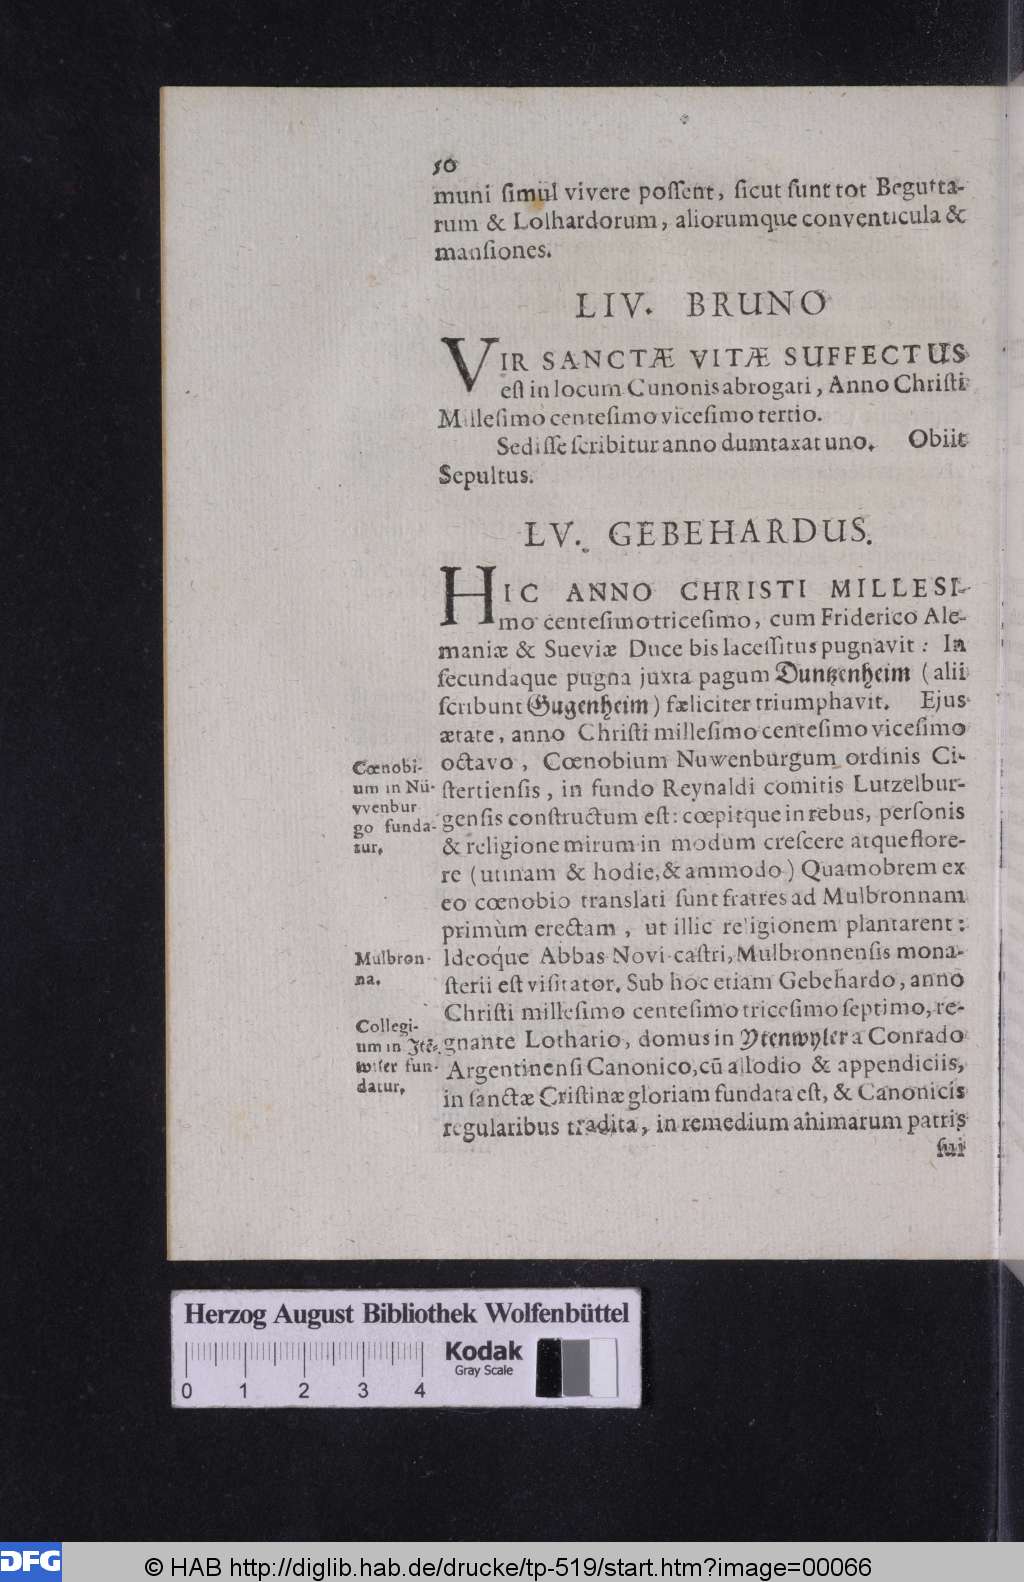 50
muni ſimul vivere poſſent, ſicut ſunt tot Begutta-
rum & Lolhardorum, aliorumque conventicula &
manſiones.
LIV. BRUNO
VIR SANCTÆ VITÆ SUFFECTUS
eſt in locum Cunonis abrogati, Anno Chriſti
Milleſimo centeſimo viceſimo tertio.
Sediſſe ſcribitur anno dumtaxat uno. Obiit
Sepultus.
LV. GEBEHARDUS.
HIC ANNO CHRISTI MILLESI-
mo centeſimo triceſimo, cum Friderico Ale-
maniæ & Sueviæ Duce bis laceſſitus pugnavit: In
ſecundaque pugna juxta pagum Duntzenheim (alii
ſcribunt Gugenheim) fæliciter triumphavit. Ejus
ætate, anno Chriſti milleſimo centeſimo viceſimo
octavo, Cœnobium Nuwenburgum ordinis Ci-
ſtertienſis, in fundo Reynaldi comitis Lutzelbur-
genſis conſtructum eſt: cœpitque in rebus, perſonis
& religione mirum in modum creſcere atque flore-
re (utinam & hodie, & ammodo) Quamobrem ex
eo cœnobio translati ſunt fratres ad Mulbronnam
primùm erectam, ut illic religionem plantarent:
Ideoq́ue Abbas Novi caſtri, Mulbronnenſis mona-
ſterii eſt viſitator. Sub hoc etiam Gebehardo, anno
Chriſti milleſimo centeſimo triceſimo ſeptimo, re-
gnante Lothario, domus in Ytenwyler a Conrado
Argentinenſi Canonico, cū allodio & appendiciis,
in ſanctæ Criſtinæ gloriam fundata eſt, & Canonicis
regularibus tradita, in remedium animarum patris
ſui
Cœnobi-
um in Nü-
vvenbur
go funda-
tur.
Mulbron-
na.
Collegi-
um in Itē-
wiler fun-
datur.
Herzog August Bibliothek Wolfenbüttel
Kodak
Gray Scale
0 1 2 3 4
DFG
© HAB http://diglib.hab.de/drucke/tp-519/start.htm?image=00066